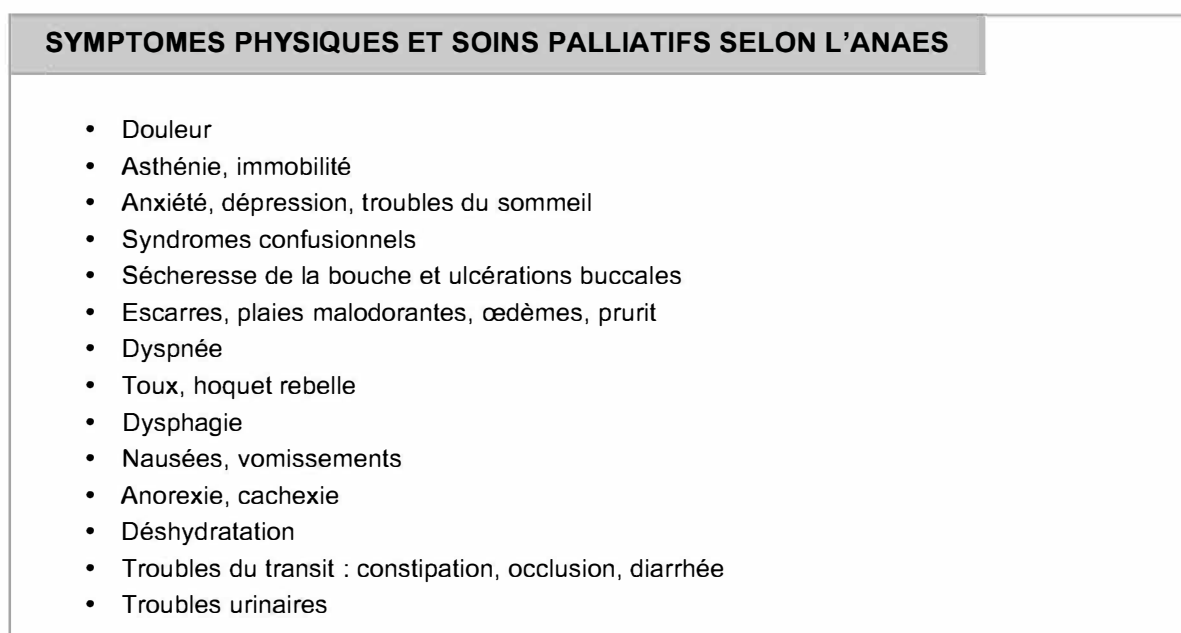 SYMPTOMES PHYSIQUES ET SOINS PALLIATIFS SELON L'ANAES
• Douleur
• Asthénie, immobilité
• Anxiété, dépression, troubles du sommeil
• Syndromes confusionnels
• Sécheresse de la bouche et ulcérations buccales
• Escarres, plaies malodorantes, œdèmes, prurit
• Dyspnée
• Toux, hoquet rebelle
• Dysphagie
• Nausées, vomissements
• Anorexie, cachexie
• Déshydratation
• Troubles du transit : constipation, occlusion, diarrhée
• Troubles urinaires